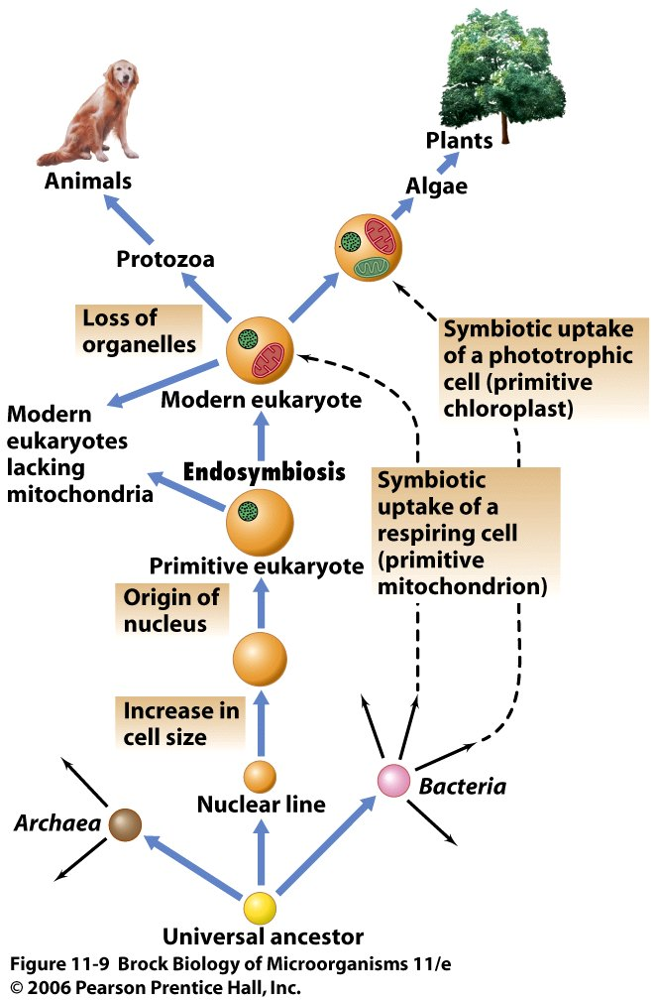 Plants
Algae
Animals
Protozoa
Loss of
organelles
Symbiotic uptake
of a phototrophic
cell (primitive
chloroplast)
Modern eukaryote
Modern
eukaryotes
lacking
mitochondria
Endosymbiosis
Symbiotic
uptake of a
respiring cell
(primitive
mitochondrion)
Primitive eukaryote
Origin of
nucleus
Increase in
cell size
Nuclear line
Bacteria
Archaea
Universal ancestor
Figure 11-9 Brock Biology of Microorganisms 11/e
© 2006 Pearson Prentice Hall, Inc.